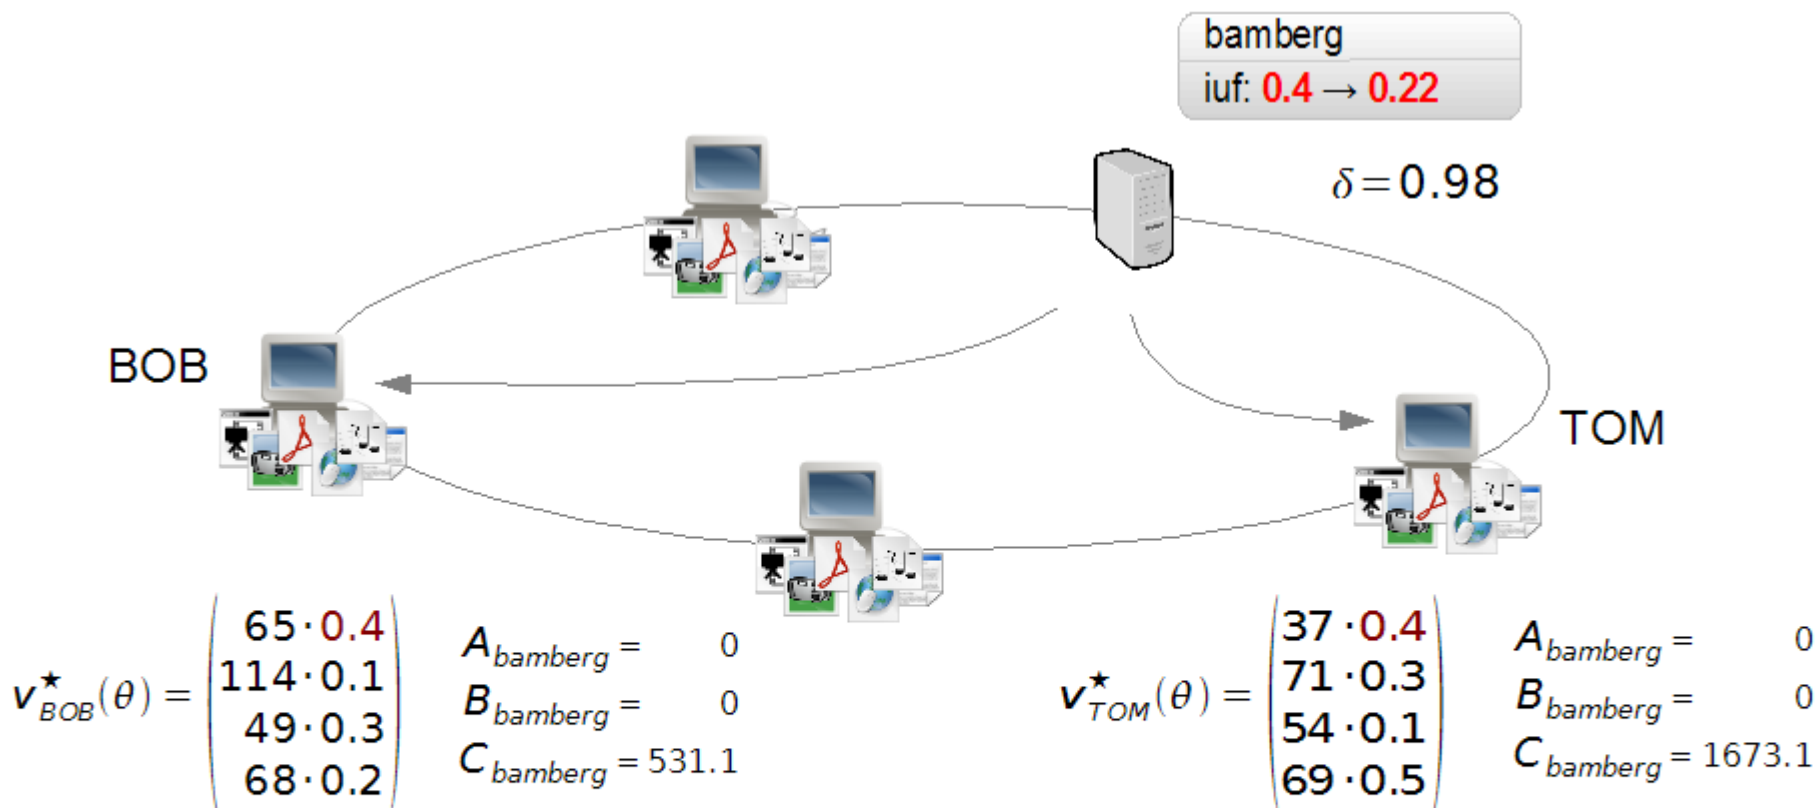 bamberg
iuf: 0.4 → 0.22
δ = 0.98
BOB
TOM
v★BOB(θ) = (65·0.4
114·0.1
49·0.3
68·0.2)
Abamberg = 0
Bbamberg = 0
Cbamberg = 531.1
v★TOM(θ) = (37·0.4
71·0.3
54·0.1
69·0.5)
Abamberg = 0
Bbamberg = 0
Cbamberg = 1673.1